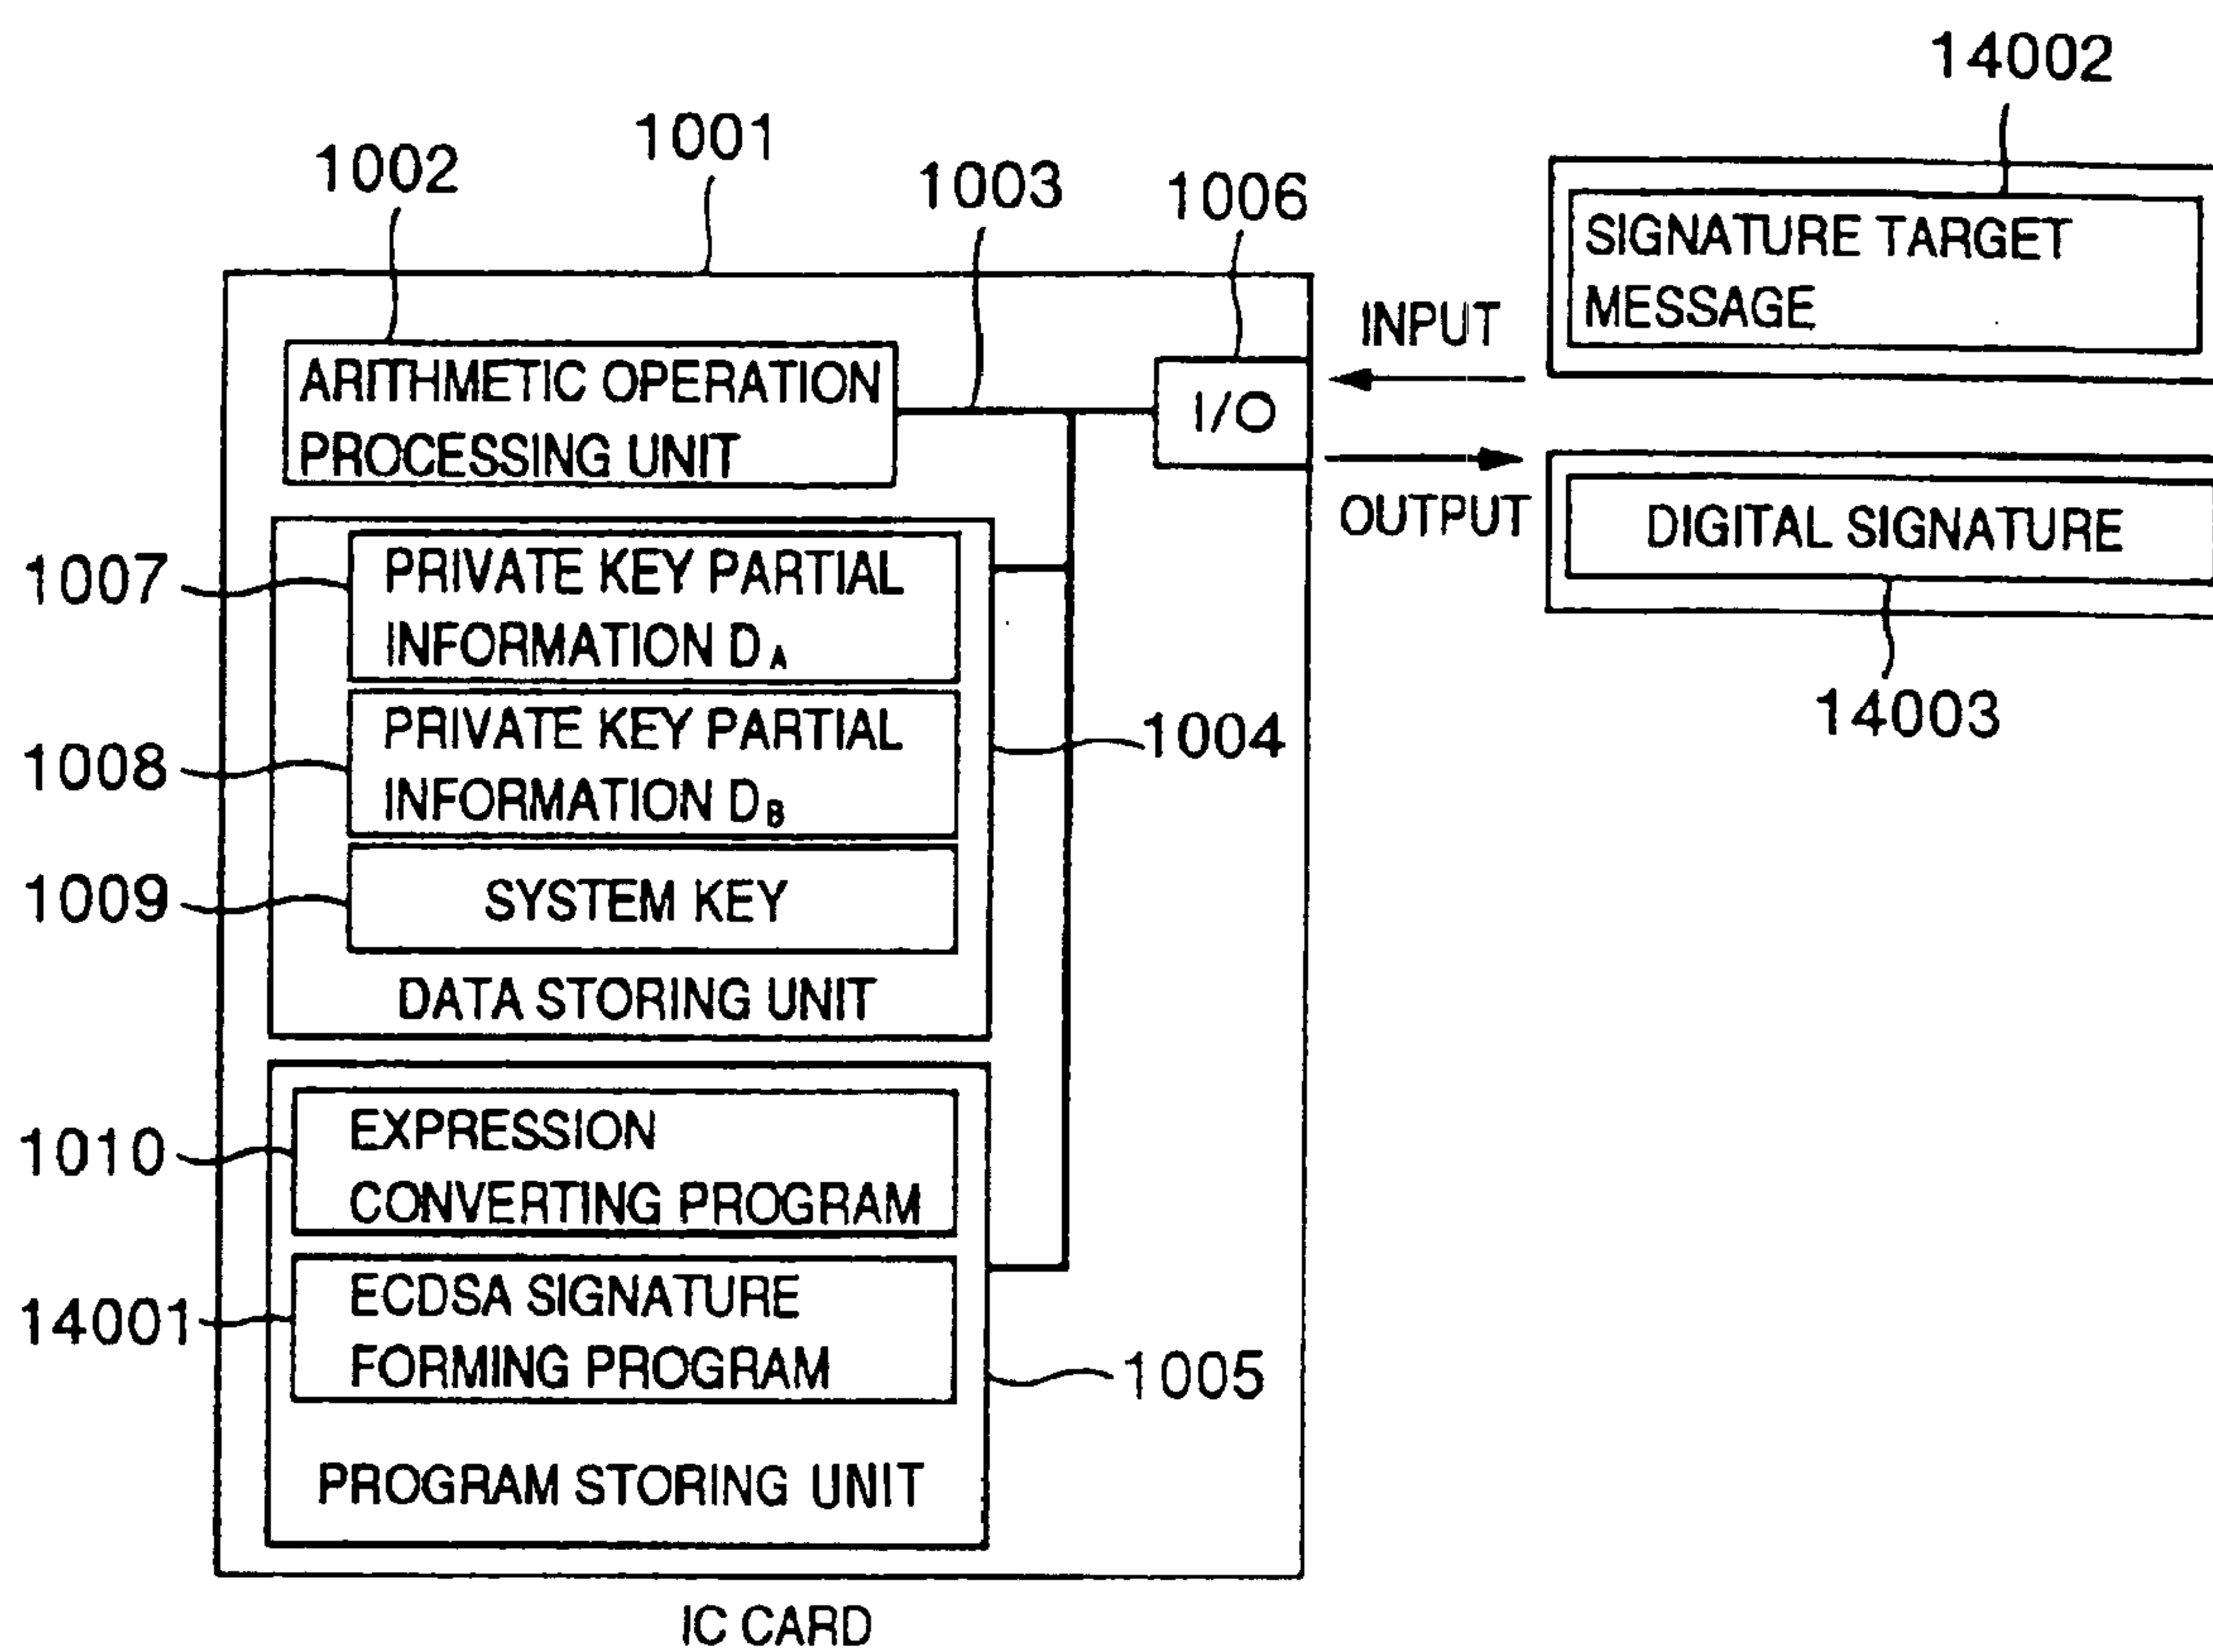 14002
1001
1002
1003
1006
SIGNATURE TARGET
MESSAGE
INPUT
ARITHMETIC OPERATION
PROCESSING UNIT
I/O
OUTPUT
DIGITAL SIGNATURE
14003
1007
PRIVATE KEY PARTIAL
INFORMATION DA
1008
PRIVATE KEY PARTIAL
INFORMATION DB
1004
1009
SYSTEM KEY
DATA STORING UNIT
1010
EXPRESSION
CONVERTING PROGRAM
14001
ECDSA SIGNATURE
FORMING PROGRAM
1005
PROGRAM STORING UNIT
IC CARD